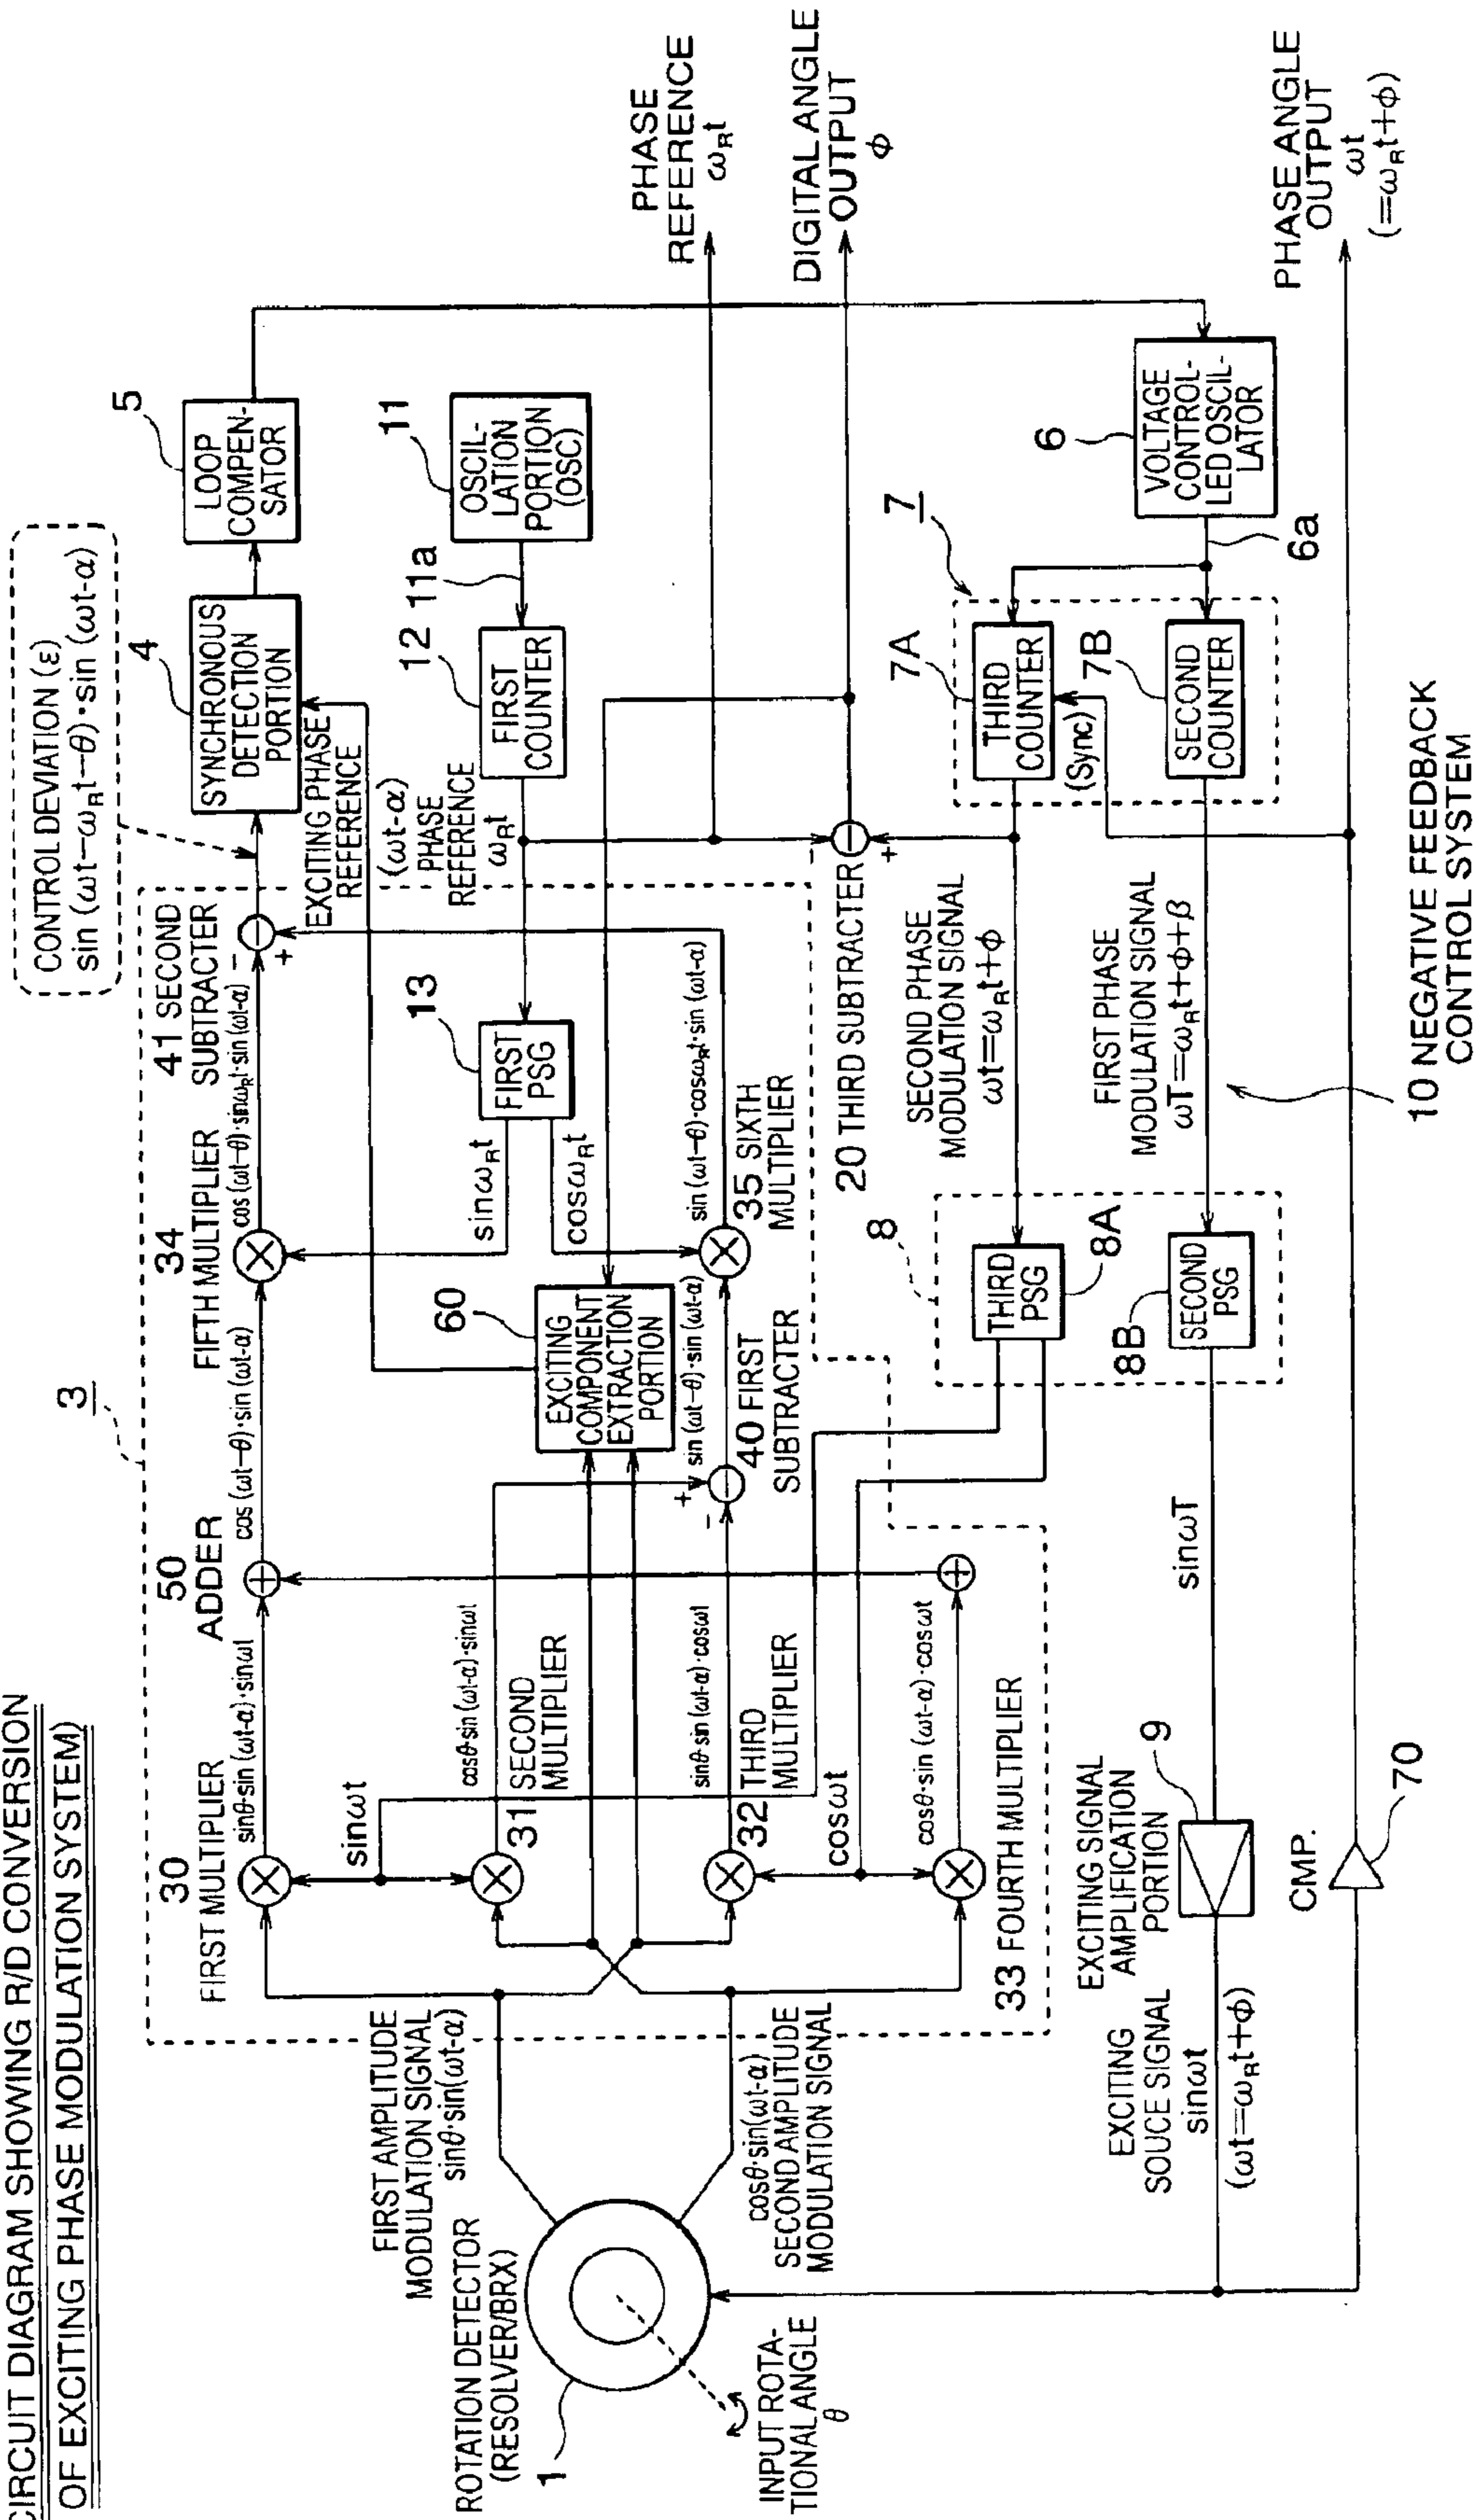 CIRCUIT DIAGRAM SHOWING R/D CONVERSION
OF EXCITING PHASE MODULATION SYSTEM)
3
CONTROL DEVIATION (ε)
sin (ωt-ωRt-θ)·sin (ωt-α)
30
FIRST MULTIPLIER
sinθ·sin (ωt-α)·sinωt
50
ADDER
cos (ωt-θ)·sin (ωt-α)
34
FIFTH MULTIPLIER
cos (ωt-θ)·sinωRt·sin (ωt-α)
41 SECOND
SUBTRACTER
-
+
4
SYNCHRONOUS
DETECTION
PORTION
5
LOOP
COMPEN-
SATOR
EXCITING PHASE
REFERENCE
(ωt-α)
PHASE
REFERENCE
ωRt
12
FIRST
COUNTER
11a
11
OSCIL-
LATION
PORTION
(OSC)
13
FIRST
PSG
sinωRt
cosωRt
sinωt
cosθ·sin (ωt-α)·sinωt
31 SECOND
MULTIPLIER
60
EXCITING
COMPONENT
EXTRACTION
PORTION
sinθ·sin (ωt-α)·cosωt
32 THIRD
MULTIPLIER
+
-
sin (ωt-θ)·sin (ωt-α)
40 FIRST
SUBTRACTER
sin (ωt-θ)·cosωRt·sin (ωt-α)
35 SIXTH
MULTIPLIER
cosωt
cosθ·sin (ωt-α)·cosωt
33 FOURTH MULTIPLIER
PHASE
REFERENCE
ωRt
DIGITAL ANGLE
OUTPUT
φ
20 THIRD SUBTRACTER
+
FIRST AMPLITUDE
MODULATION SIGNAL
sinθ·sin(ωt-α)
ROTATION DETECTOR
(RESOLVER/BRX)
1
INPUT ROTA-
TIONAL ANGLE
θ
cosθ·sin(ωt-α)
SECOND AMPLITUDE
MODULATION SIGNAL
8
THIRD
PSG
8A
8B
SECOND
PSG
SECOND PHASE
MODULATION SIGNAL
ωt=ωRt+φ
FIRST PHASE
MODULATION SIGNAL
ωT=ωRt+φ+β
7
7A
THIRD
COUNTER
(Sync)
7B
SECOND
COUNTER
6
VOLTAGE
CONTROL-
LED OSCIL-
LATOR
6a
EXCITING
SOUCE SIGNAL
sinωt
(ωt=ωRt+φ)
EXCITING SIGNAL
AMPLIFICATION
PORTION
9
sinωT
CMP.
70
10 NEGATIVE FEEDBACK
CONTROL SYSTEM
PHASE ANGLE
OUTPUT
ωt
(=ωRt+φ)